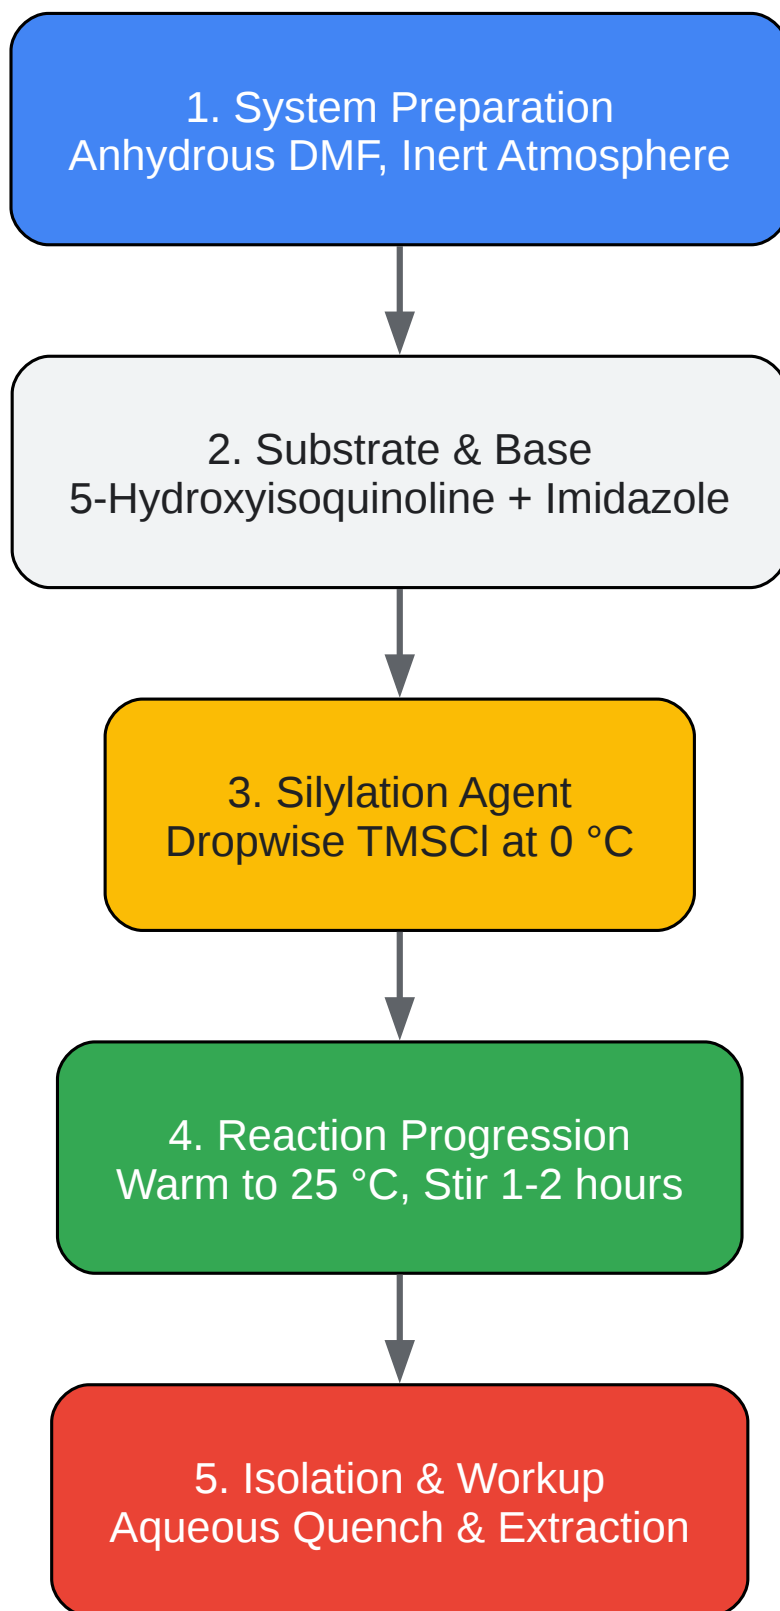 1. System Preparation
Anhydrous DMF, Inert Atmosphere
2. Substrate & Base
5-Hydroxyisoquinoline + Imidazole
3. Silylation Agent
Dropwise TMSCl at 0 °C
4. Reaction Progression
Warm to 25 °C, Stir 1-2 hours
5. Isolation & Workup
Aqueous Quench & Extraction